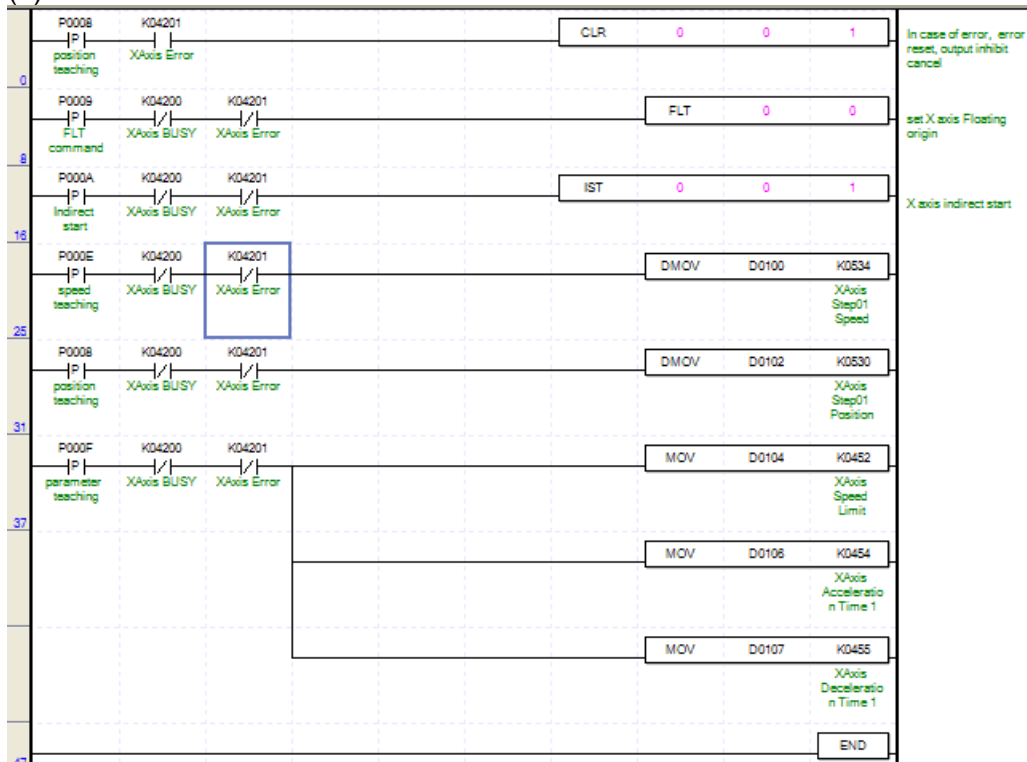 P0008 K04201
P CLR 0 0 1 In case of error, error
position XAxis Error reset, output inhibit
teaching cancel
0
P0009 K04200 K04201
P FLT 0 0 set X axis Floating
FLT XAxis BUSY XAxis Error origin
command
8
P000A K04200 K04201
P IST 0 0 1
Indirect XAxis BUSY XAxis Error X axis indirect start
start
16
P000E K04200 K04201
P DMOV D0100 K0534
speed XAxis BUSY XAxis Error XAxis
teaching Step01
Speed
25
P0008 K04200 K04201
P DMOV D0102 K0530
position XAxis BUSY XAxis Error XAxis
teaching Step01
Position
31
P000F K04200 K04201
P MOV D0104 K0452
parameter XAxis BUSY XAxis Error XAxis
teaching Speed
Limit
37
MOV D0106 K0454
XAxis
Acceleratio
n Time 1
MOV D0107 K0455
XAxis
Deceleratio
n Time 1
END